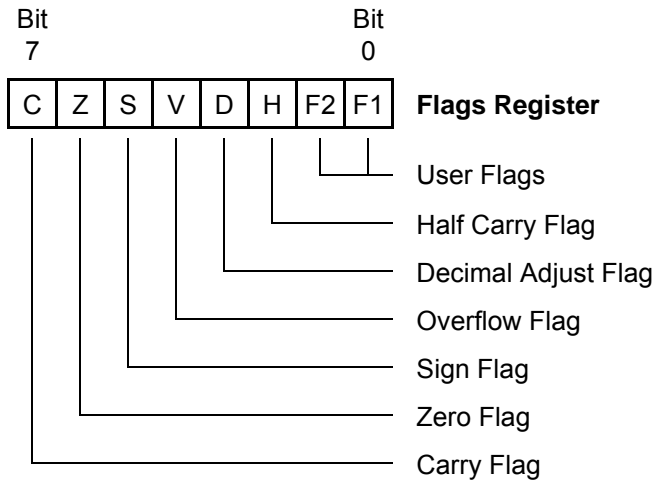 Bit Bit
7 0
C Z S V D H F2 F1 Flags Register
User Flags
Half Carry Flag
Decimal Adjust Flag
Overflow Flag
Sign Flag
Zero Flag
Carry Flag